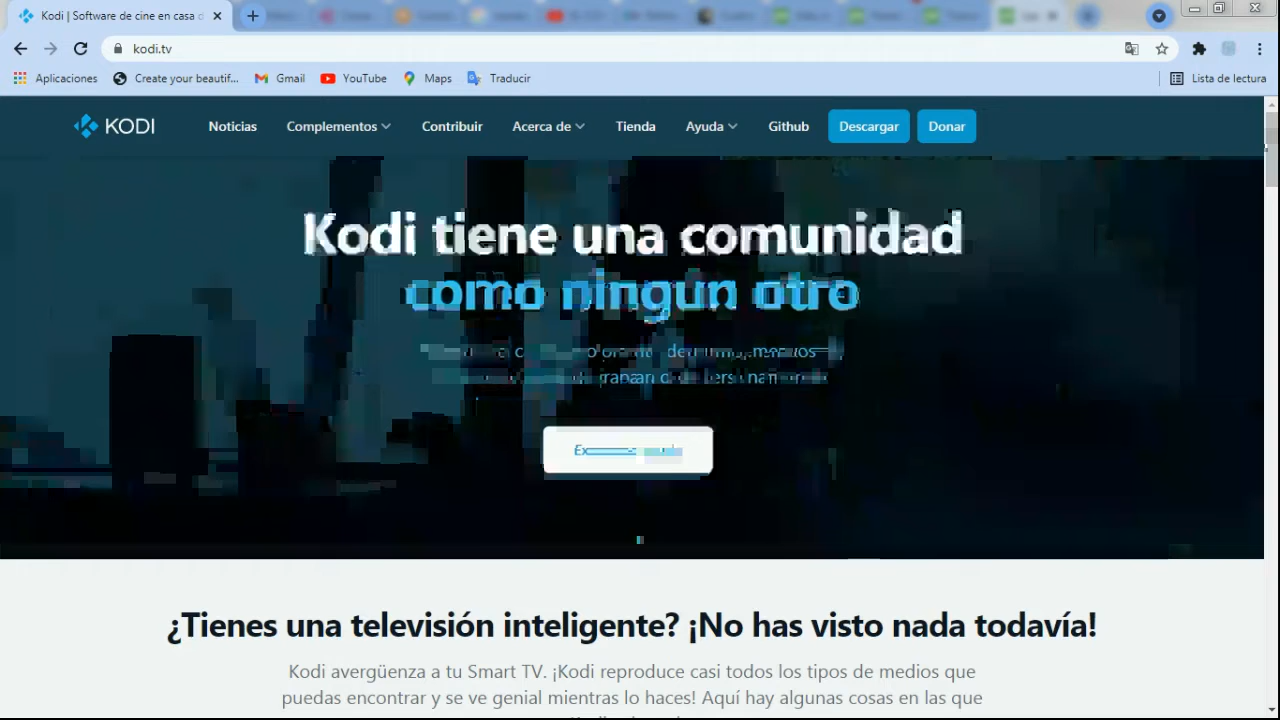 Kodi | Software de cine en casa d
kodi.tv
Aplicaciones
Create your beautif...
Gmail
YouTube
Maps
Traducir
Lista de lectura
KODI
Noticias
Complementos
Contribuir
Acerca de
Tienda
Ayuda
Github
Descargar
Donar
Kodi tiene una comunidad
como ningún otro
¿Tienes una televisión inteligente? ¡No has visto nada todavía!
Kodi avergüenza a tu Smart TV. ¡Kodi reproduce casi todos los tipos de medios que
puedas encontrar y se ve genial mientras lo haces! Aquí hay algunas cosas en las que